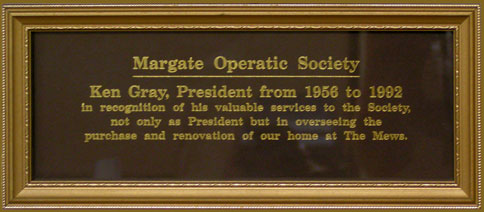 Margate Operatic Society
Ken Gray, President from 1956 to 1992
in recognition of his valuable services to the Society,
not only as President but in overseeing the
purchase and renovation of our home at The Mews.